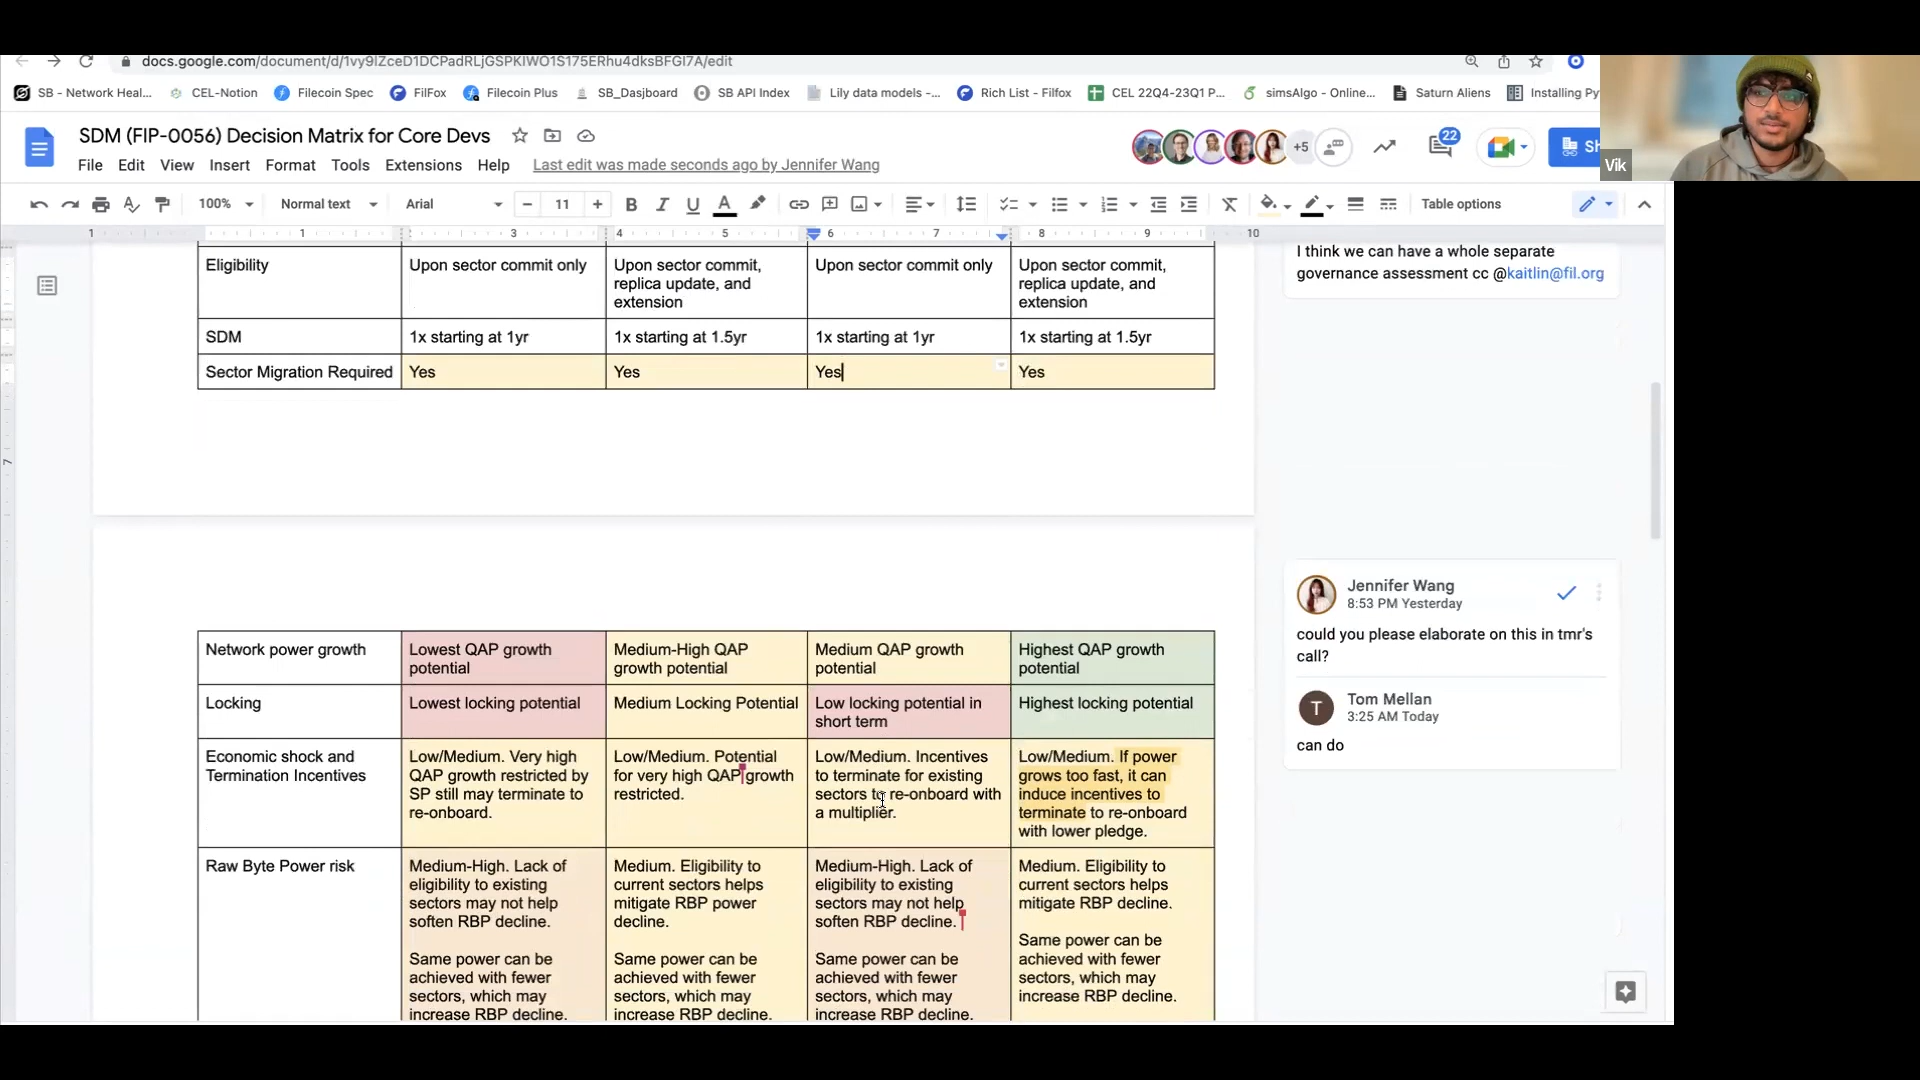 docs.google.com/document/d/1vy9IZceD1DCPadRLjGSPKIWO1S175ERhu4dksBFGI7A/edit
SB - Network Heal...
CEL-Notion
Filecoin Spec
FilFox
Filecoin Plus
SB_Dasjboard
SB API Index
Lily data models -...
Rich List - Filfox
CEL 22Q4-23Q1 P...
simsAlgo - Online...
Saturn Aliens
Installing Py
SDM (FIP-0056) Decision Matrix for Core Devs
+5
22
Sh
Vik
File Edit View Insert Format Tools Extensions Help
Last edit was made seconds ago by Jennifer Wang
100%
Normal text
Arial
11
Table options
1 1 3 4 5 6 7 8 9 10
7
Eligibility
Upon sector commit only
Upon sector commit,
replica update, and
extension
Upon sector commit only
Upon sector commit,
replica update, and
extension
SDM
1x starting at 1yr
1x starting at 1.5yr
1x starting at 1yr
1x starting at 1.5yr
Sector Migration Required
Yes
Yes
Yes
Yes
Network power growth
Lowest QAP growth
potential
Medium-High QAP
growth potential
Medium QAP growth
potential
Highest QAP growth
potential
Locking
Lowest locking potential
Medium Locking Potential
Low locking potential in
short term
Highest locking potential
Economic shock and
Termination Incentives
Low/Medium. Very high
QAP growth restricted by
SP still may terminate to
re-onboard.
Low/Medium. Potential
for very high QAP growth
restricted.
Low/Medium. Incentives
to terminate for existing
sectors to re-onboard with
a multiplier.
Low/Medium. If power
grows too fast, it can
induce incentives to
terminate to re-onboard
with lower pledge.
Raw Byte Power risk
Medium-High. Lack of
eligibility to existing
sectors may not help
soften RBP decline.
Same power can be
achieved with fewer
sectors, which may
increase RBP decline.
Medium. Eligibility to
current sectors helps
mitigate RBP power
decline.
Same power can be
achieved with fewer
sectors, which may
increase RBP decline.
Medium-High. Lack of
eligibility to existing
sectors may not help
soften RBP decline.
Same power can be
achieved with fewer
sectors, which may
increase RBP decline.
Medium. Eligibility to
current sectors helps
mitigate RBP decline.
Same power can be
achieved with fewer
sectors, which may
increase RBP decline.
I think we can have a whole separate
governance assessment cc @kaitlin@fil.org
Jennifer Wang
8:53 PM Yesterday
could you please elaborate on this in tmr's
call?
T
Tom Mellan
3:25 AM Today
can do